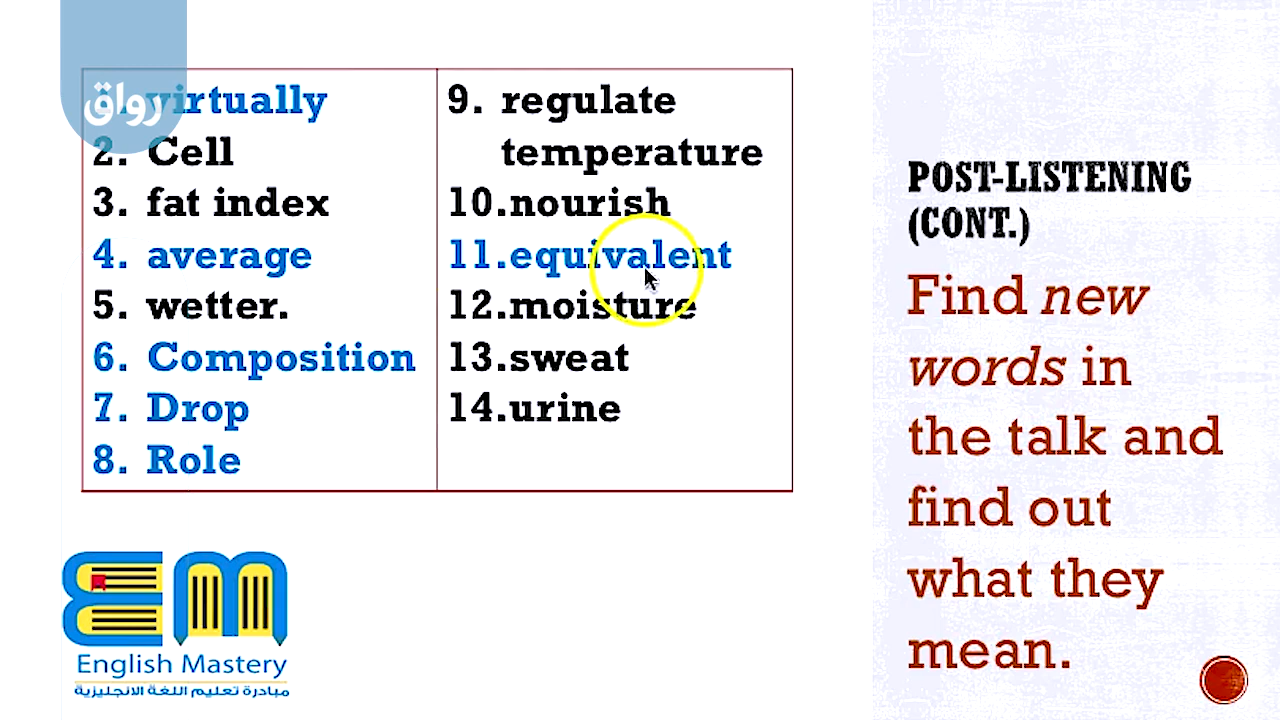 رواق
1. virtually
2. Cell
3. fat index
4. average
5. wetter.
6. Composition
7. Drop
8. Role
9. regulate
temperature
10.nourish
11.equivalent
12.moisture
13.sweat
14.urine
POST-LISTENING
(CONT.)
Find new
words in
the talk and
find out
what they
mean.
EM
English Mastery
مبادرة تعليم اللغة الانجليزية